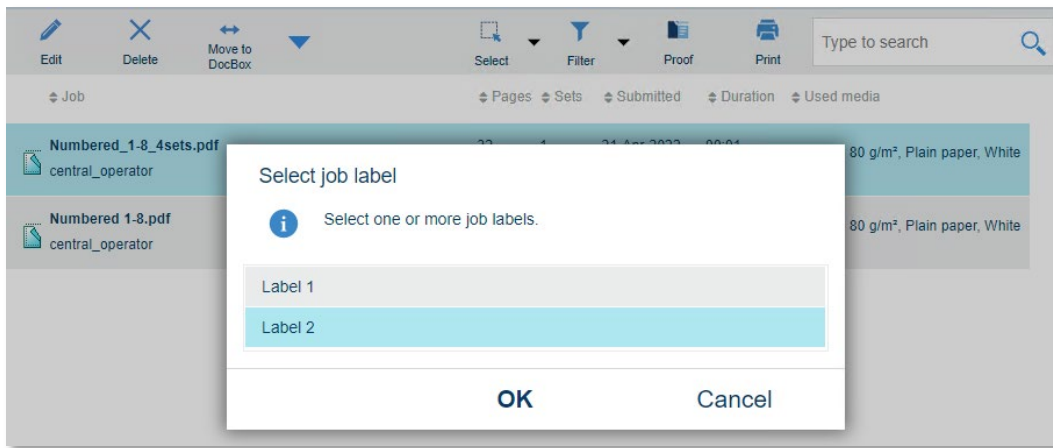 Edit
Delete
Move to
DocBox
Select
Filter
Proof
Print
Type to search
Job Pages Sets Submitted Duration Used media
Numbered_1-8_4sets.pdf
central_operator
80 g/m², Plain paper, White
Numbered 1-8.pdf
central_operator
80 g/m², Plain paper, White
Select job label
Select one or more job labels.
Label 1
Label 2
OK
Cancel